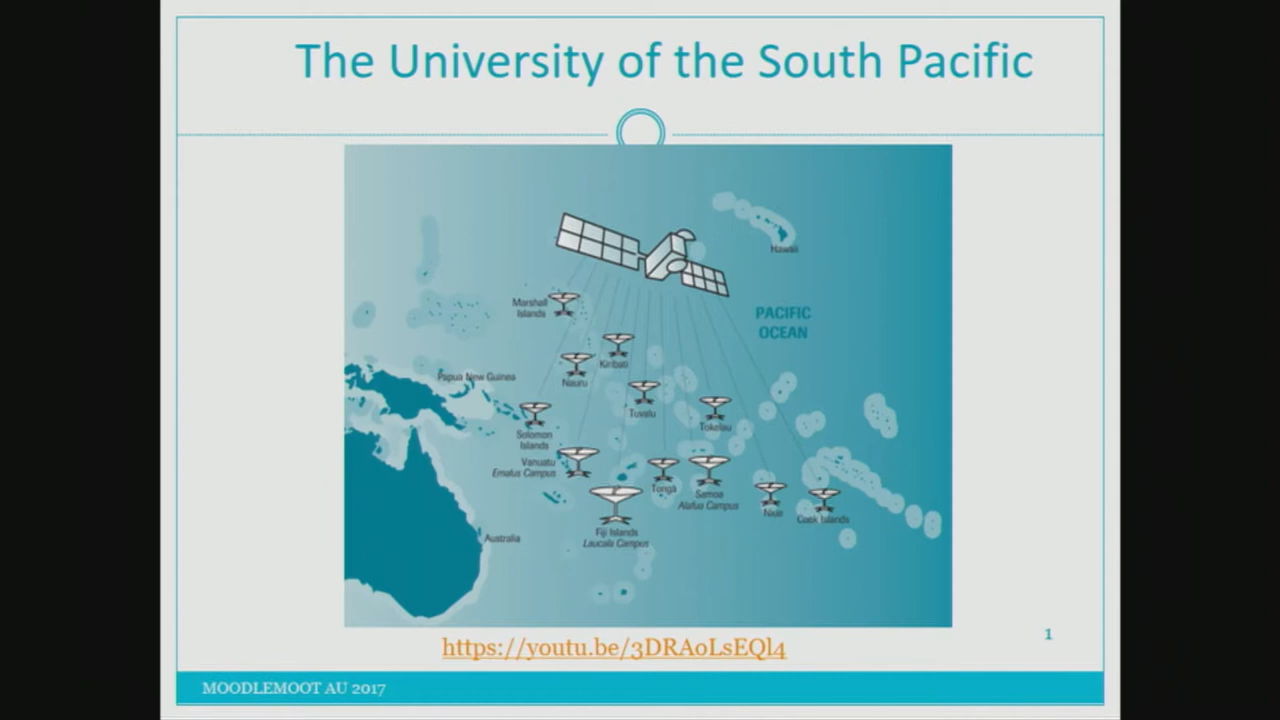 The University of the South Pacific
Hawaii
Marshall
Islands
PACIFIC
OCEAN
Kiribati
Nauru
Papua New Guinea
Tuvalu
Tokelau
Solomon
Islands
Vanuatu
Emalus Campus
Tonga
Samoa
Alafua Campus
Niue
Cook Islands
Fiji Islands
Laucala Campus
Australia
https://youtu.be/3DRAoLsEQl4
1
MOODLEMOOT AU 2017